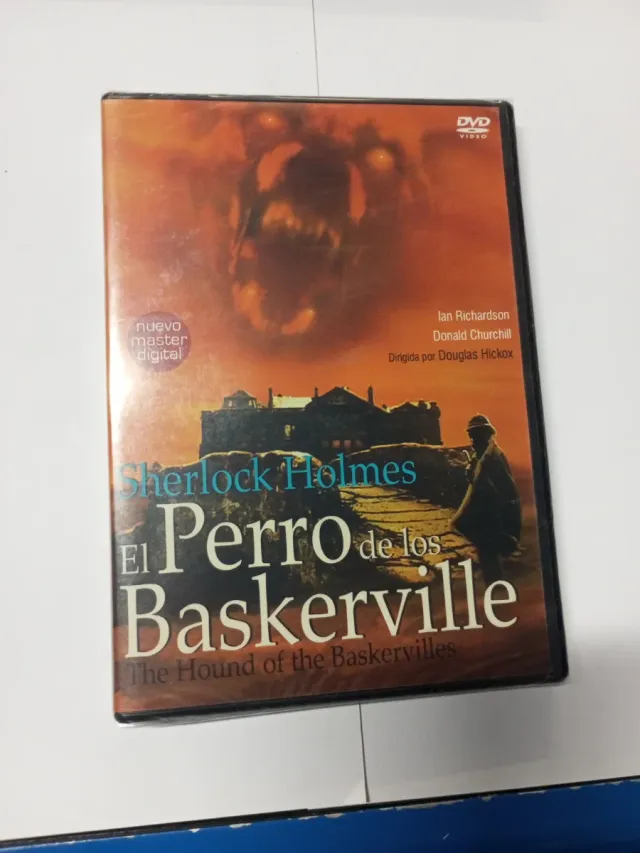 DVD
VIDEO
Ian Richardson
Donald Churchill
Dirigida por Douglas Hickox
nuevo
master
digital
Sherlock Holmes
El Perro de los
Baskerville
The Hound of the Baskervilles